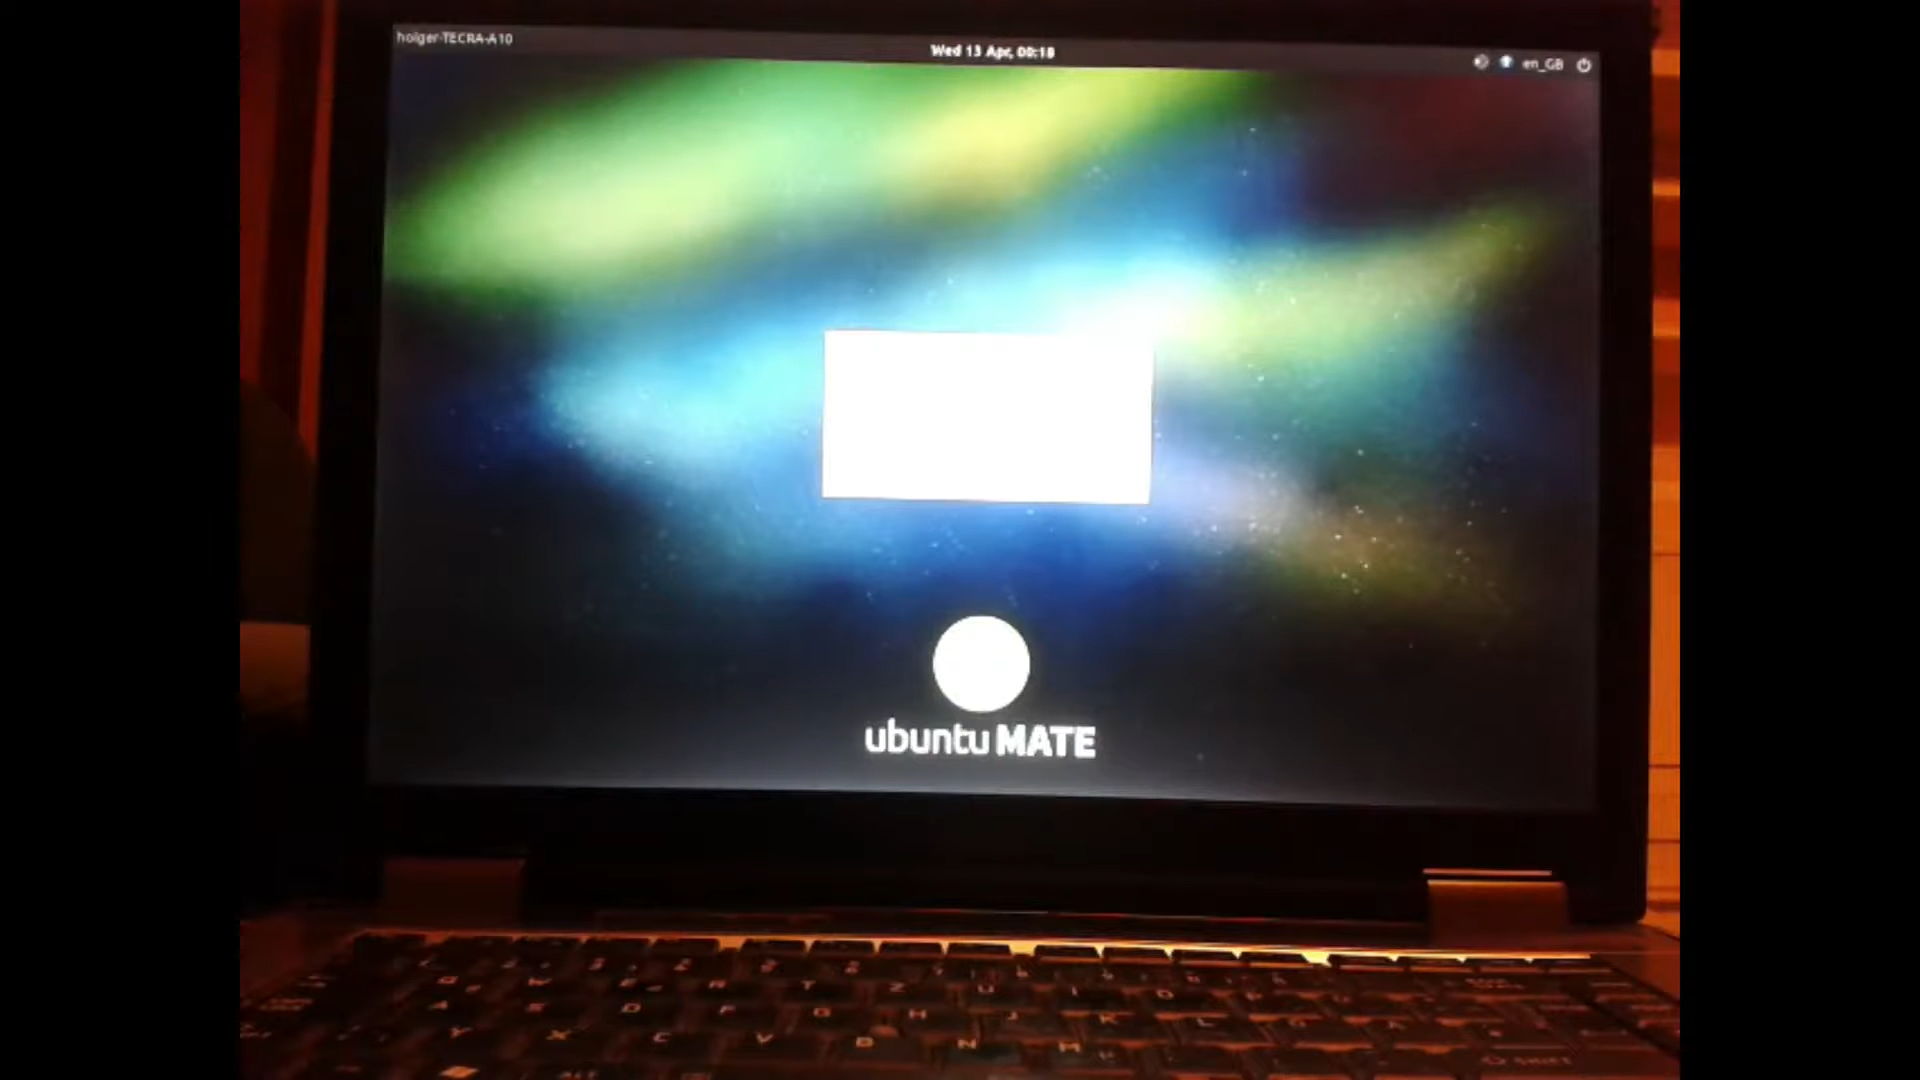 holger-TECRA-A10
Wed 13 Apr, 00:18
en_GB
ubuntu MATE
Q W E R T Z U I O
A S D F G H J K L
Y X C V B N M